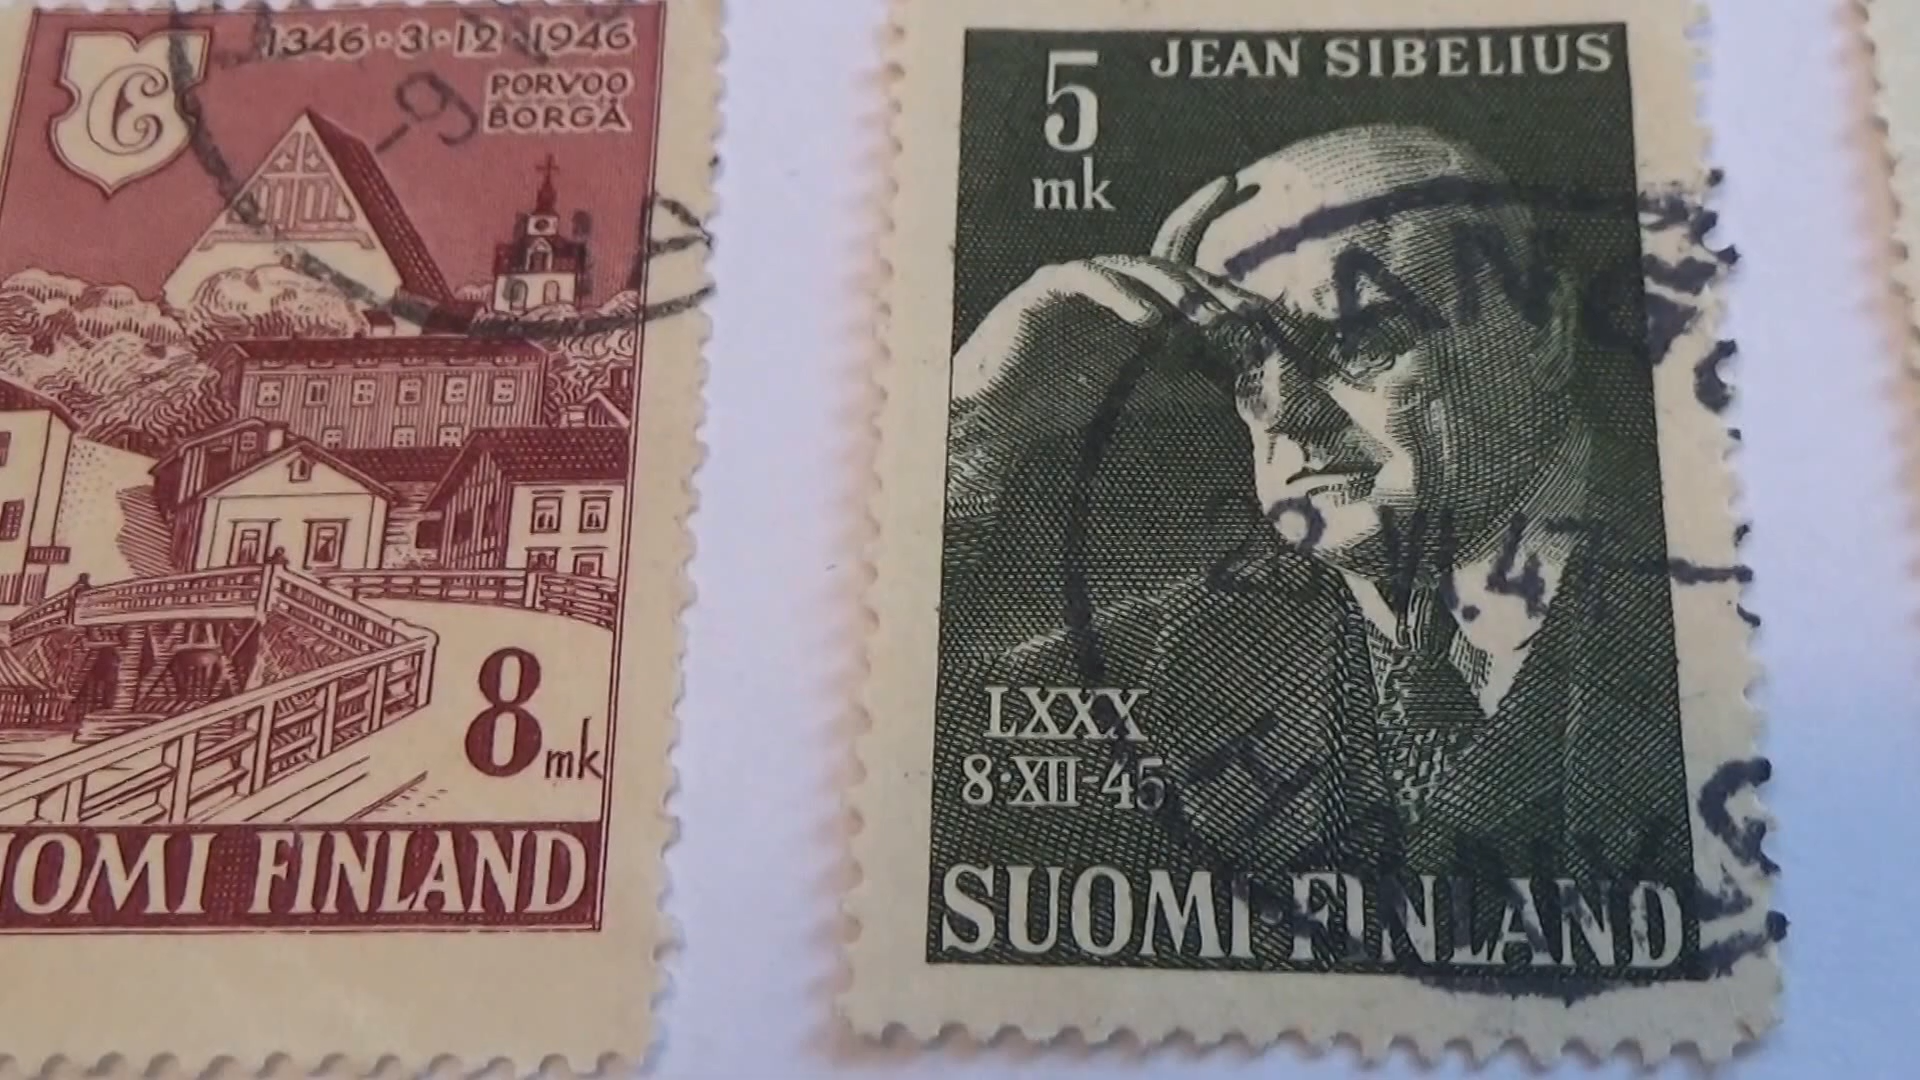 1346·3·12·1946
PORVOO
BORGÅ
-9
8 mk
OMI FINLAND
JEAN SIBELIUS
5
mk
LXXX
8·XII-45
SUOMI FINLAND